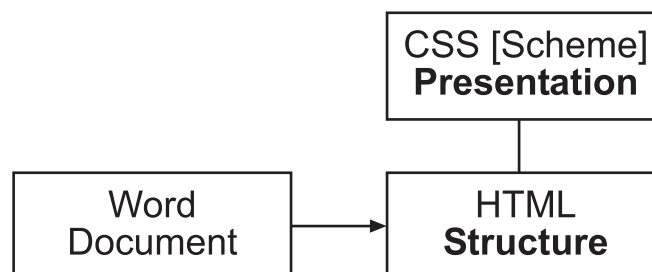 CSS [Scheme]
Presentation
Word
Document
HTML
Structure